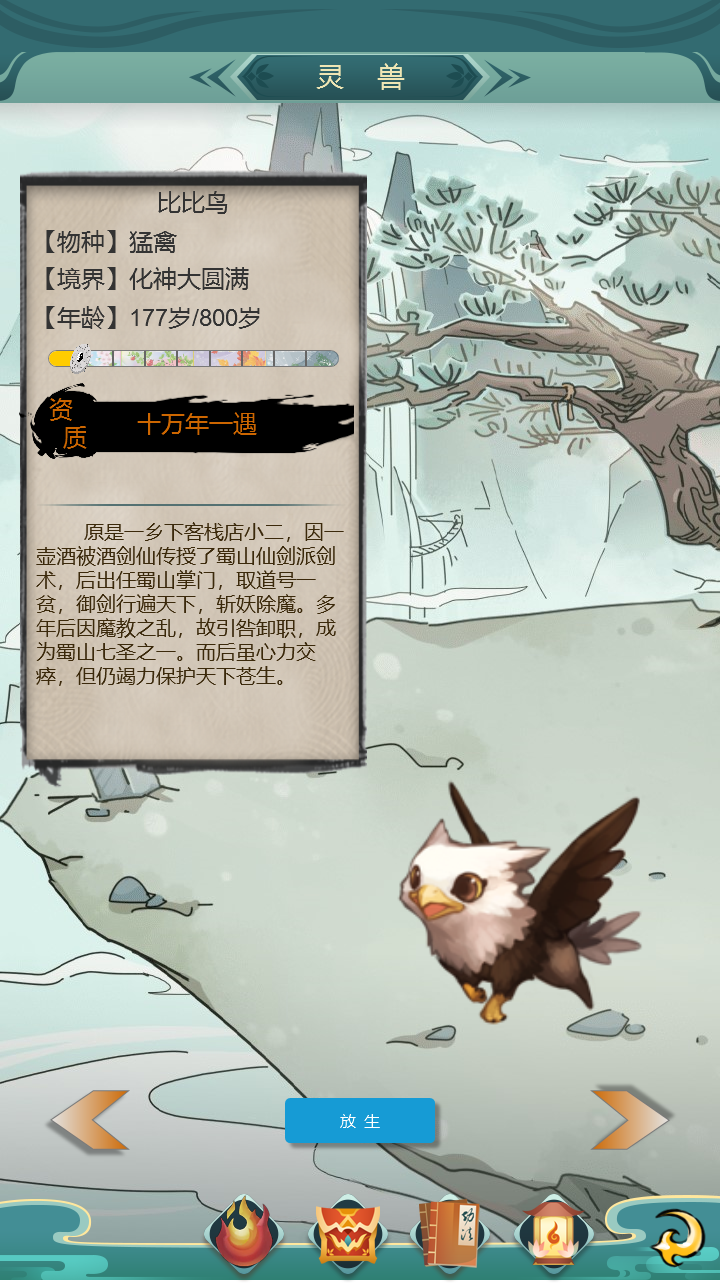 灵 兽
比比鸟
【物种】猛禽
【境界】化神大圆满
【年龄】177岁/800岁
资质
十万年一遇
原是一乡下客栈店小二，因一
壶酒被酒剑仙传授了蜀山仙剑派剑
术，后出任蜀山掌门，取道号一
贫，御剑行遍天下，斩妖除魔。多
年后因魔教之乱，故引咎卸职，成
为蜀山七圣之一。而后虽心力交
瘁，但仍竭力保护天下苍生。
放 生
功法